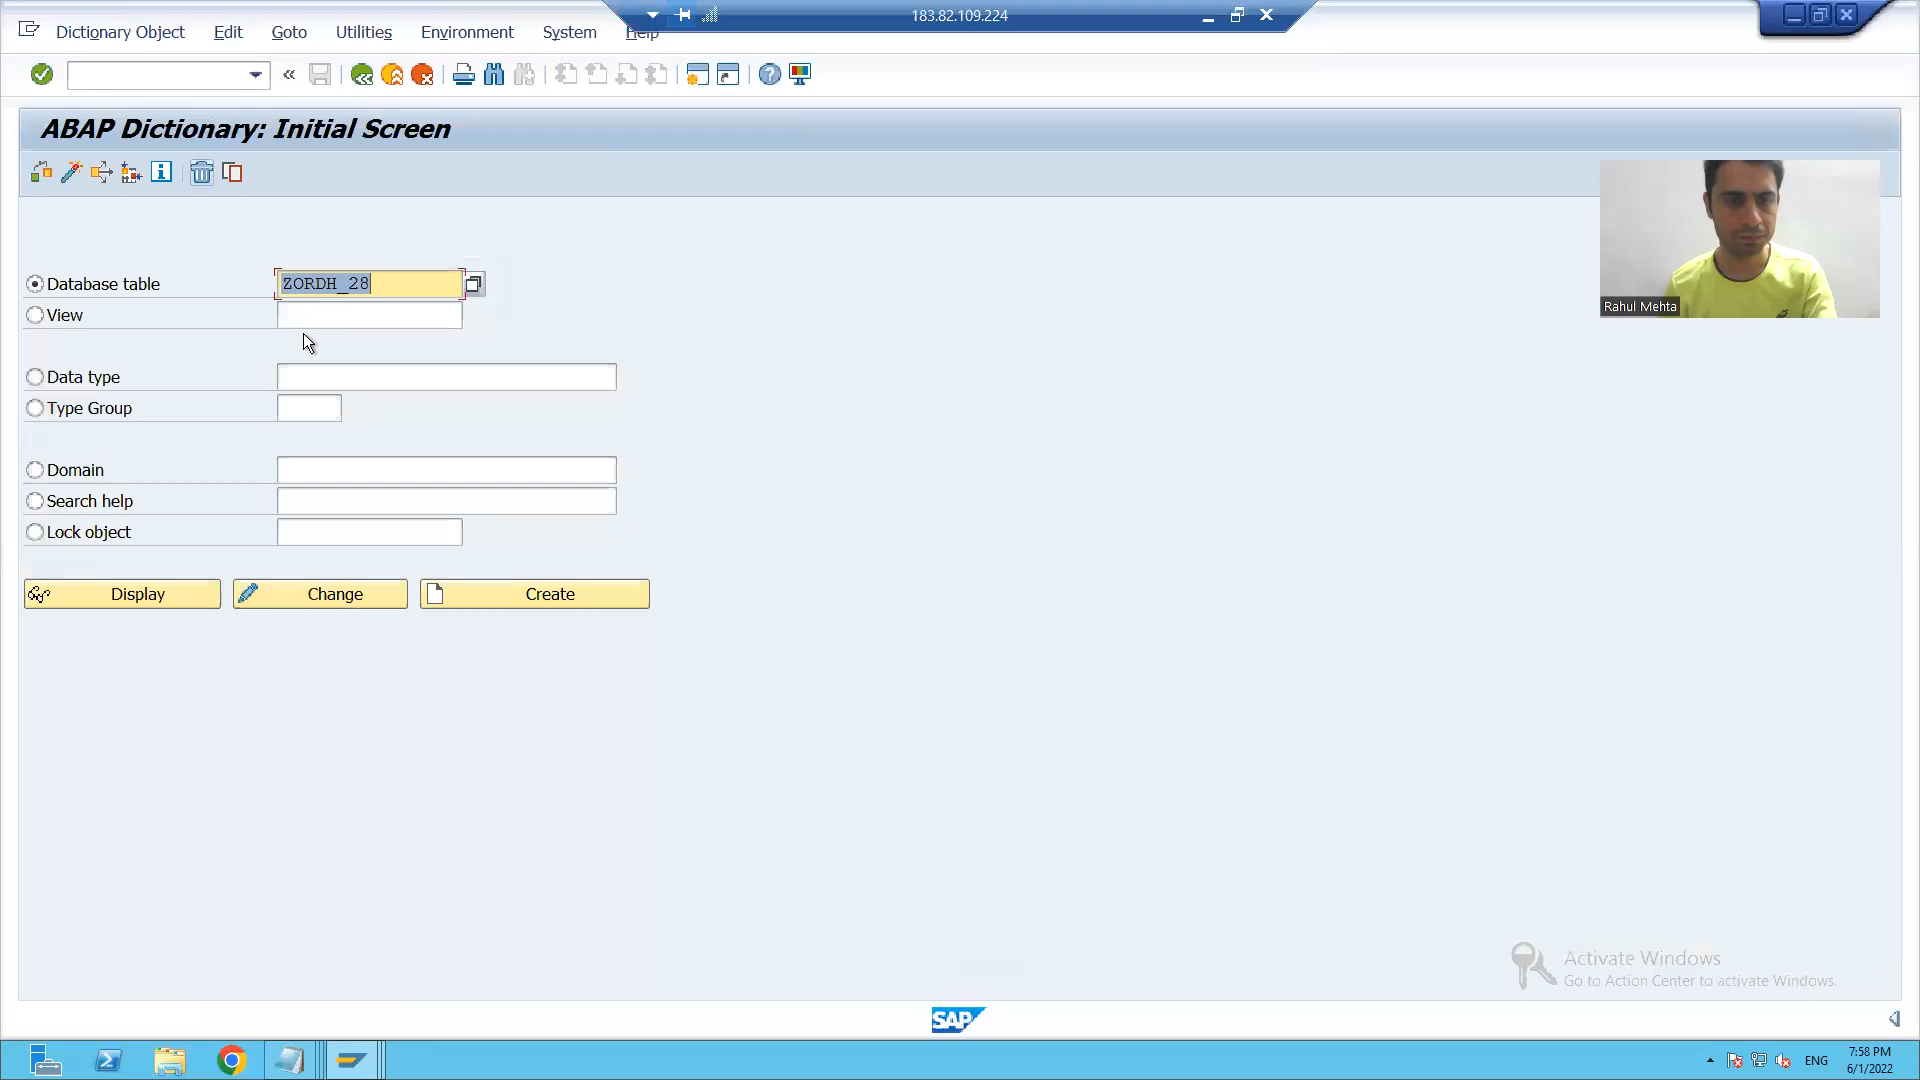 183.82.109.224
Dictionary Object Edit Goto Utilities Environment System Help
ABAP Dictionary: Initial Screen
Database table ZORDH_28
View
Data type
Type Group
Domain
Search help
Lock object
Display Change Create
Rahul Mehta
Activate Windows
Go to Action Center to activate Windows.
SAP
ENG
7:58 PM
6/1/2022